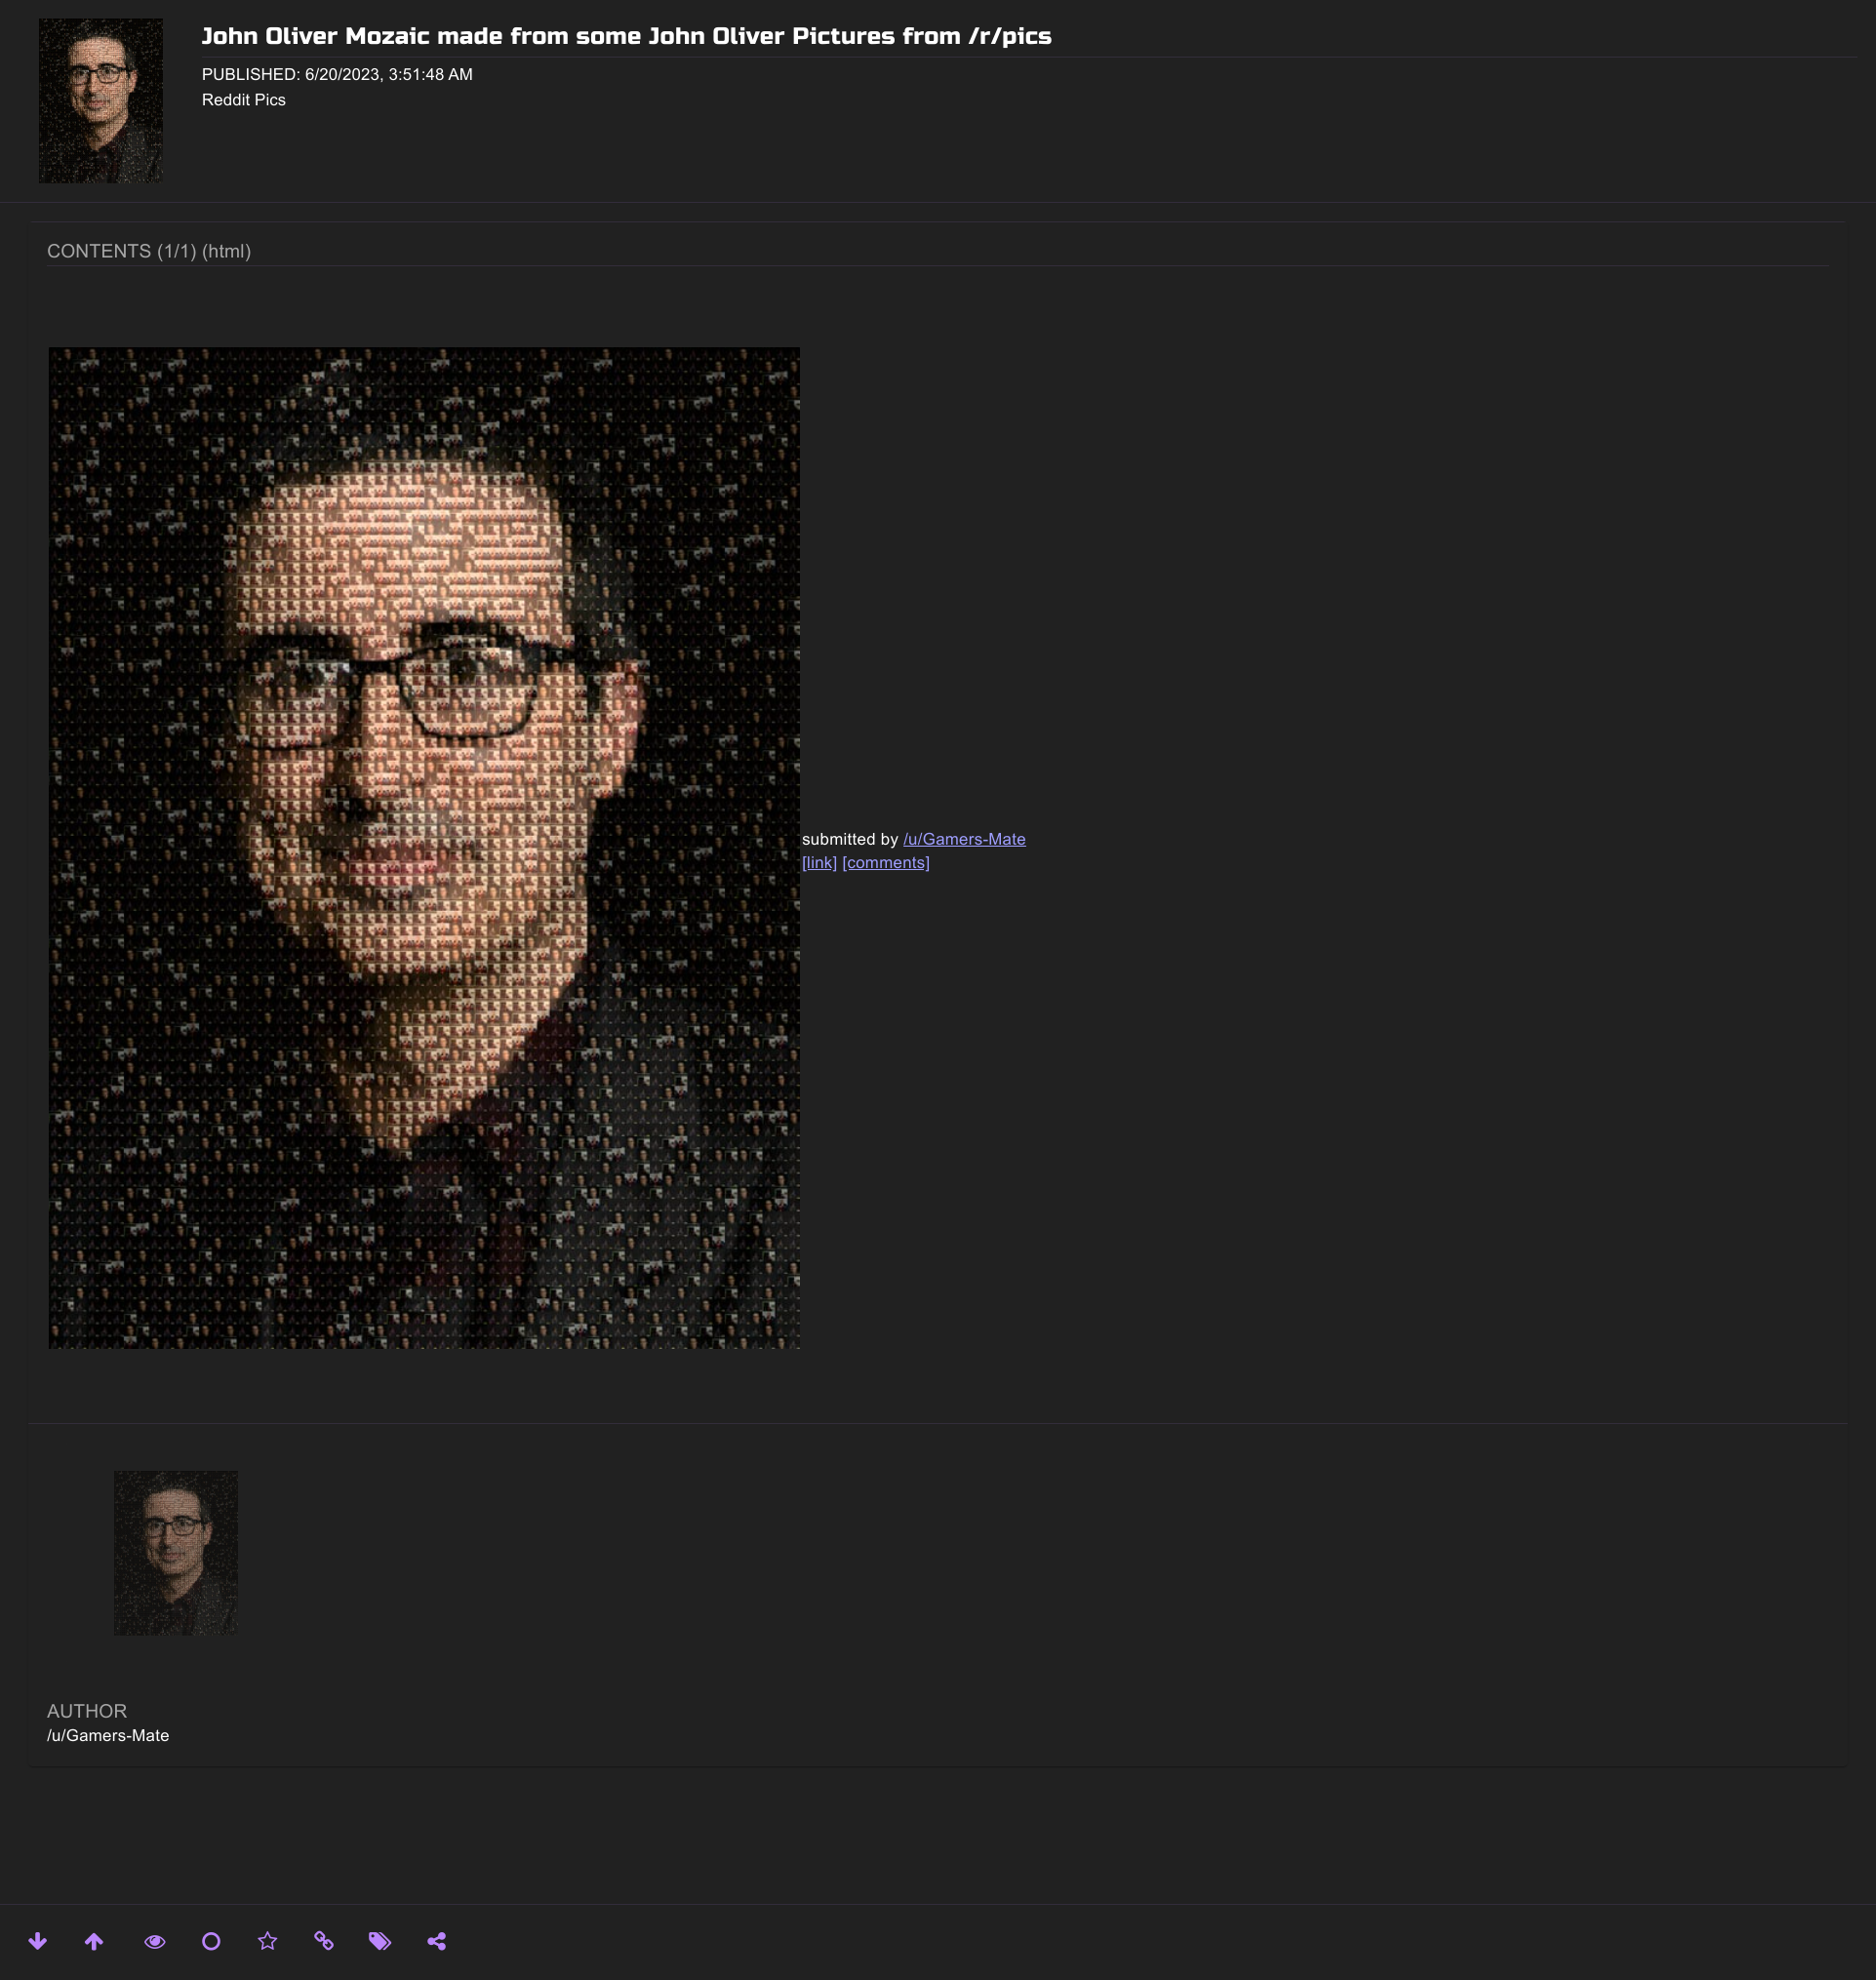 John Oliver Mozaic made from some John Oliver Pictures from /r/pics
PUBLISHED: 6/20/2023, 3:51:48 AM
Reddit Pics
CONTENTS (1/1) (html)
submitted by /u/Gamers-Mate
[link] [comments]
AUTHOR
/u/Gamers-Mate